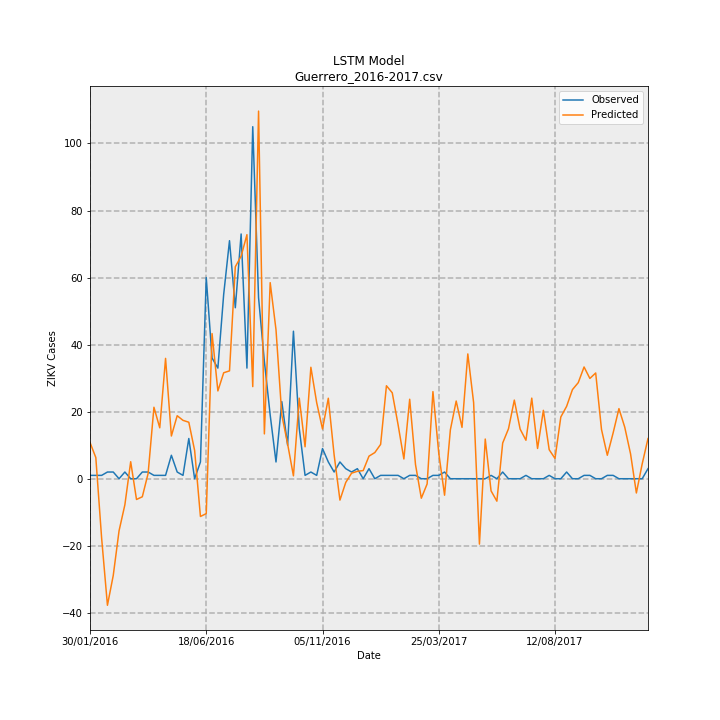 LSTM Model
Guerrero_2016-2017.csv
Observed
Predicted
100
80
60
40
20
0
−20
−40
ZIKV Cases
30/01/2016
18/06/2016
05/11/2016
25/03/2017
12/08/2017
Date